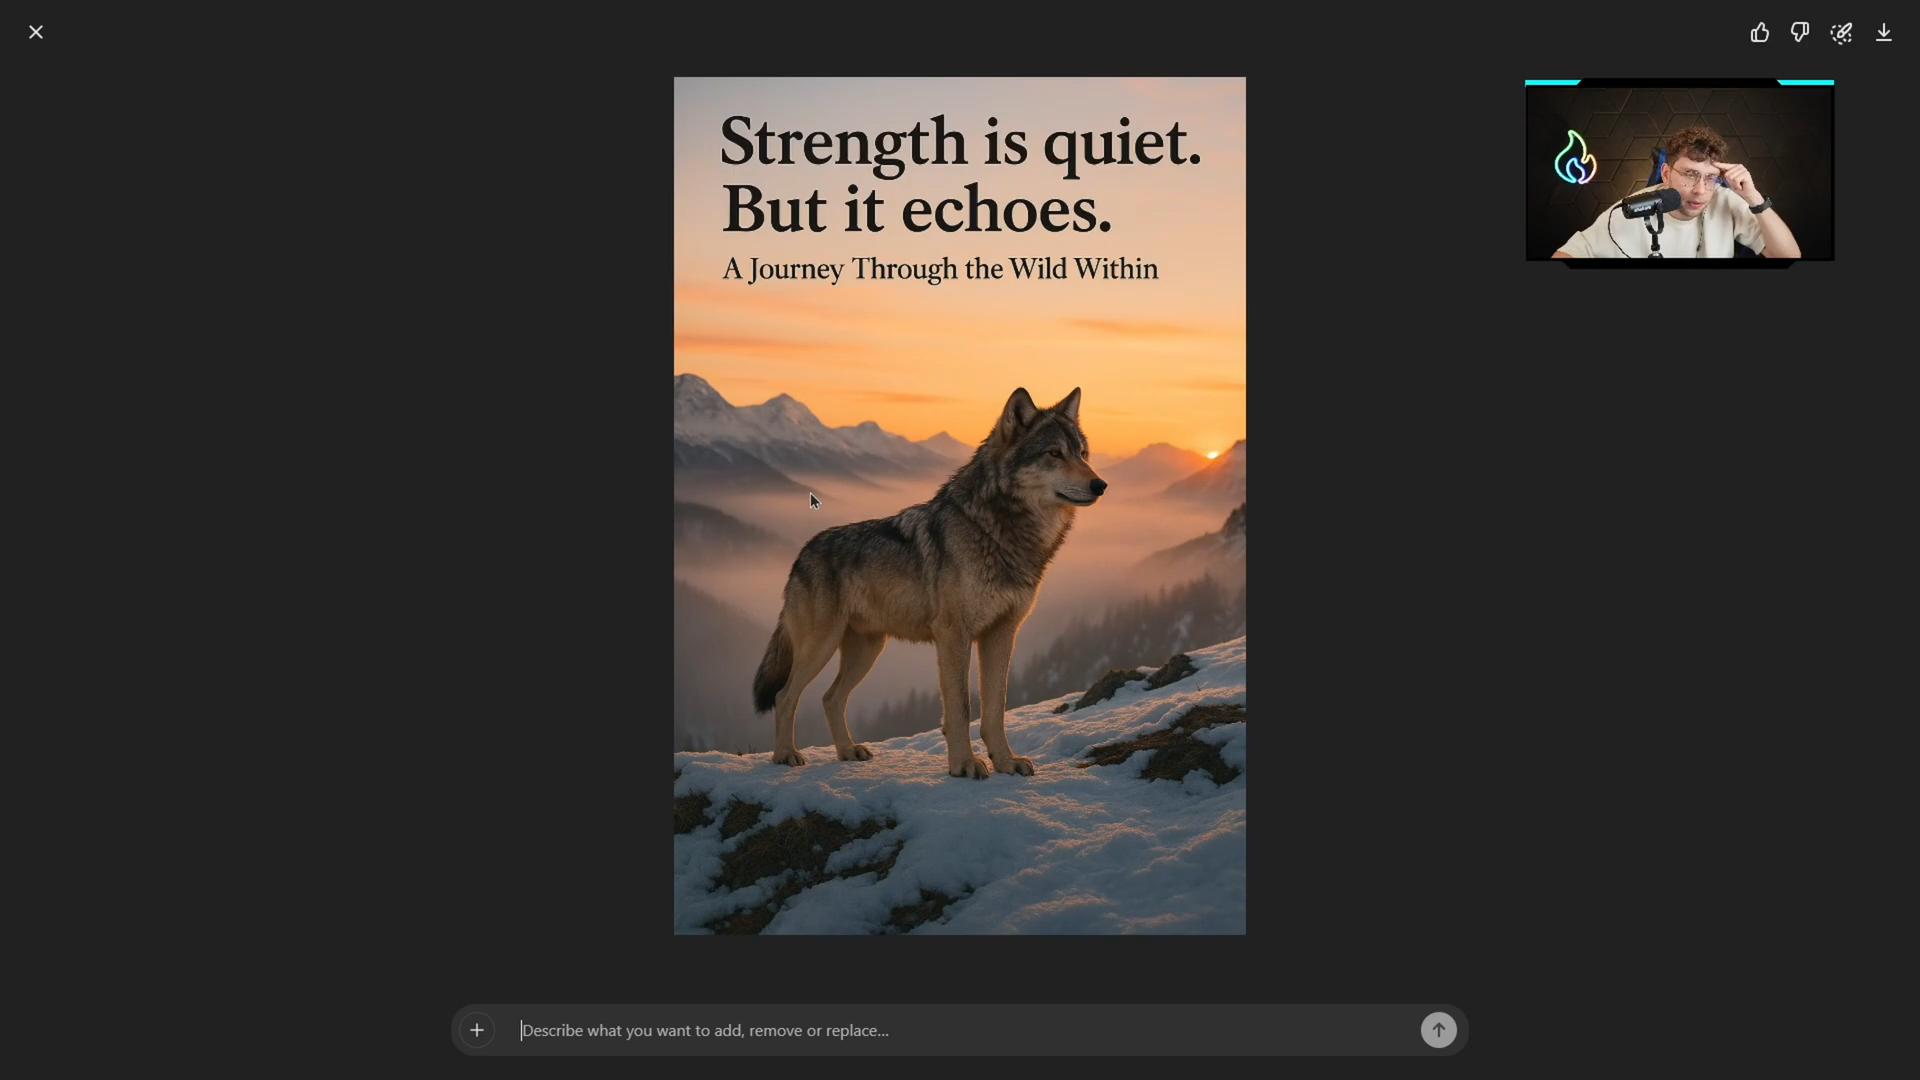 Strength is quiet.
But it echoes.
A Journey Through the Wild Within
Describe what you want to add, remove or replace...